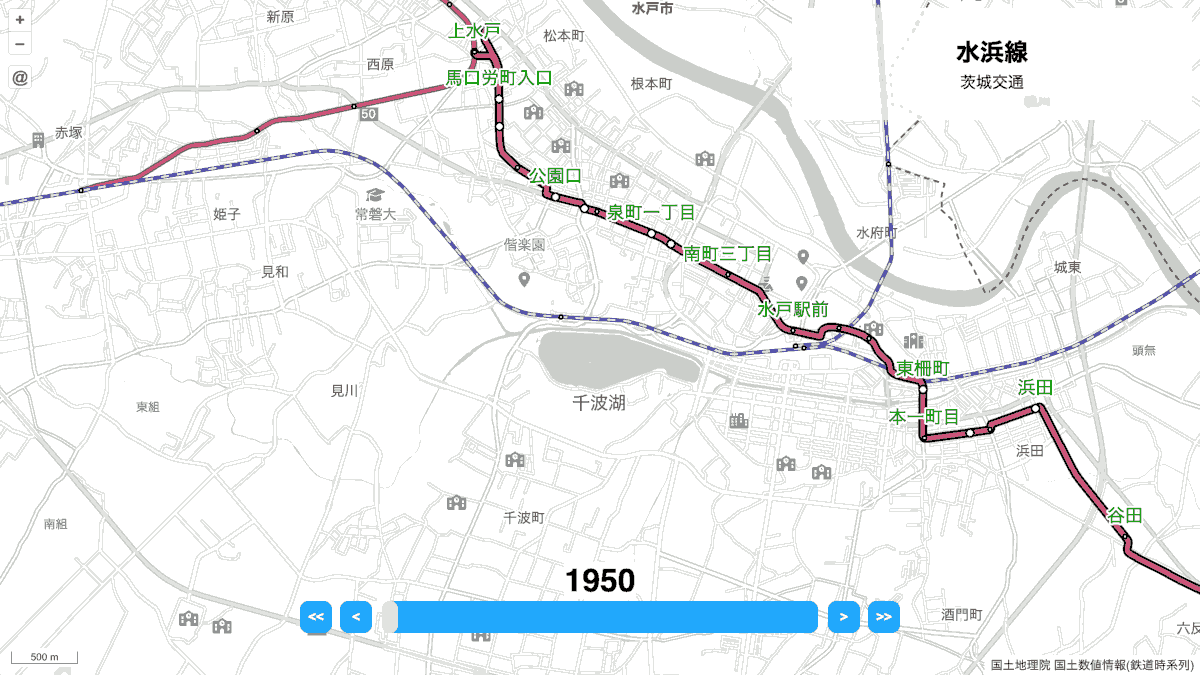 +
−
@
水戸市
新原
上水戸
松本町
西原
馬口労町入口
根本町
50
赤塚
公園口
常磐大
姫子
泉町一丁目
偕楽園
南町三丁目
水府町
城東
見和
水戸駅前
頭無
東柵町
浜田
見川
千波湖
東組
本一町目
浜田
南組
千波町
谷田
酒門町
六反
水浜線
茨城交通
1950
<<
<
>
>>
500 m
国土地理院 国土数値情報(鉄道時系列)